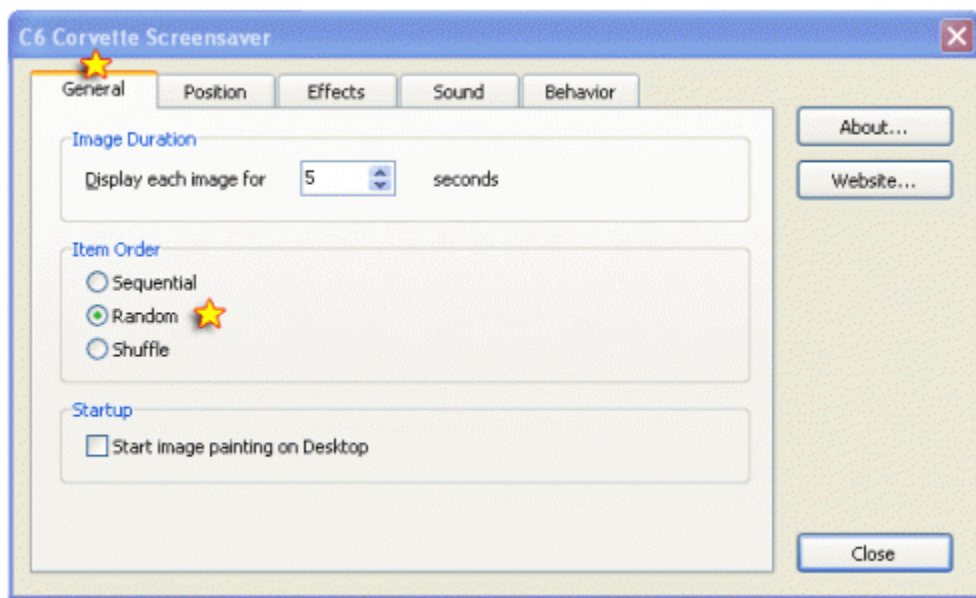 C6 Corvette Screensaver
General Position Effects Sound Behavior
Image Duration
Display each image for 5 seconds
Item Order
Sequential
Random
Shuffle
Startup
Start image painting on Desktop
About...
Website...
Close